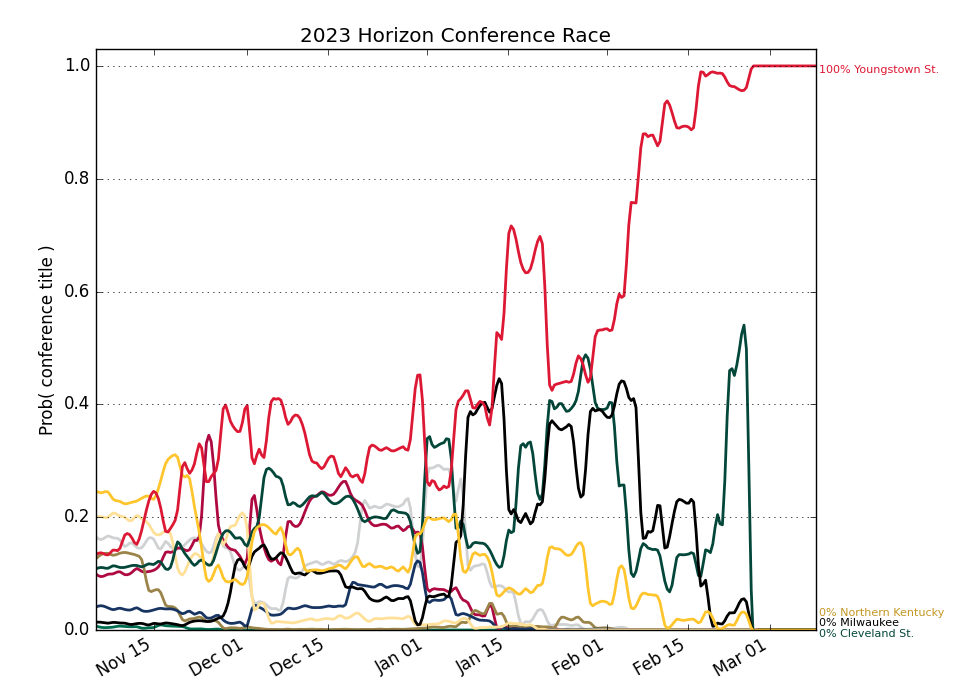 2023 Horizon Conference Race
1.0
0.8
0.6
0.4
0.2
0.0
Prob( conference title )
100% Youngstown St.
0% Northern Kentucky
0% Milwaukee
0% Cleveland St.
Nov 15
Dec 01
Dec 15
Jan 01
Jan 15
Feb 01
Feb 15
Mar 01